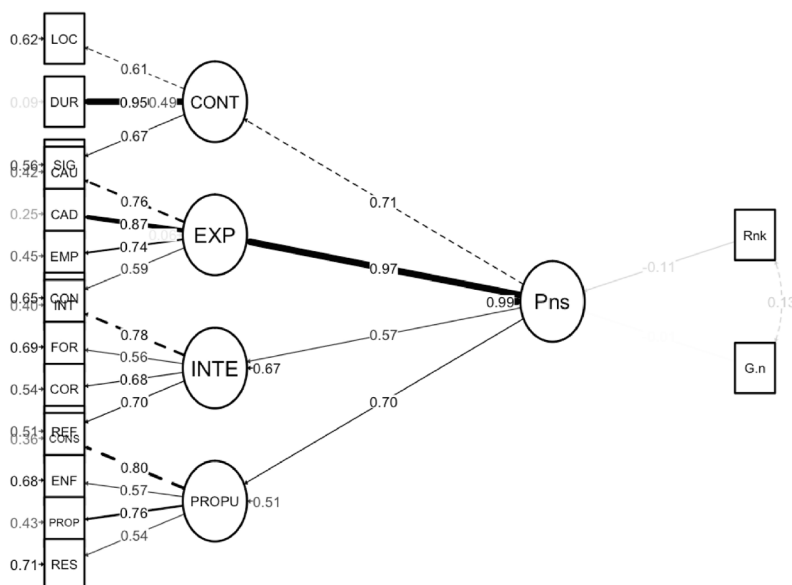 0.62 LOC
0.61
0.09 DUR 0.95 0.49 CONT
0.67
0.56 SIG
0.42 CAU
0.76
0.71
0.25 CAD 0.87
EXP
Rnk
0.45 EMP 0.74
0.59
0.97
-0.11
0.65 CON
0.40 INT
0.99 Pns
0.13
0.78
0.57
0.69 FOR 0.56
INTE 0.67
G.n
0.54 COR 0.68
0.70
0.70
0.51 REF
0.36 CONS
0.80
0.68 ENF 0.57
PROPU 0.51
0.43 PROP 0.76
0.54
0.71 RES